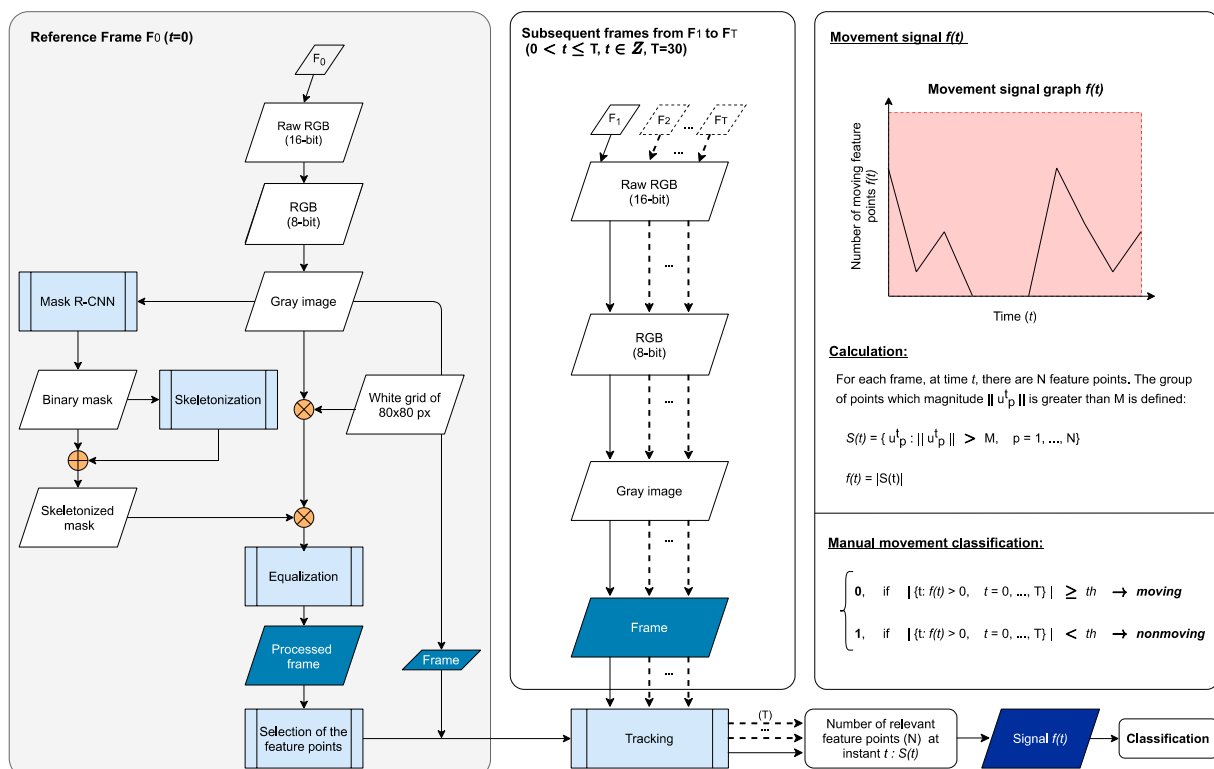 Reference Frame F0 (t=0)
F0
Raw RGB
(16-bit)
RGB
(8-bit)
Gray image
Mask R-CNN
Binary mask
Skeletonization
White grid of
80x80 px
Skeletonized
mask
Equalization
Processed
frame
Frame
Selection of the
feature points
Subsequent frames from F1 to FT
(0 < t ≤ T, t ∈ Z, T=30)
F1
F2
...
FT
...
Raw RGB
(16-bit)
...
RGB
(8-bit)
...
Gray image
...
Frame
...
Tracking
(T)
...
Number of relevant
feature points (N) at
instant t : S(t)
Signal f(t)
Classification
Movement signal f(t)
Movement signal graph f(t)
Number of moving feature
points f(t)
Time (t)
Calculation:
For each frame, at time t, there are N feature points. The group
of points which magnitude || u^t_p || is greater than M is defined:
S(t) = { u^t_p : || u^t_p || > M, p = 1, ..., N}
f(t) = |S(t)|
Manual movement classification:
0, if | {t: f(t) > 0, t = 0, ..., T} | ≥ th → moving
1, if | {t: f(t) > 0, t = 0, ..., T} | < th → nonmoving